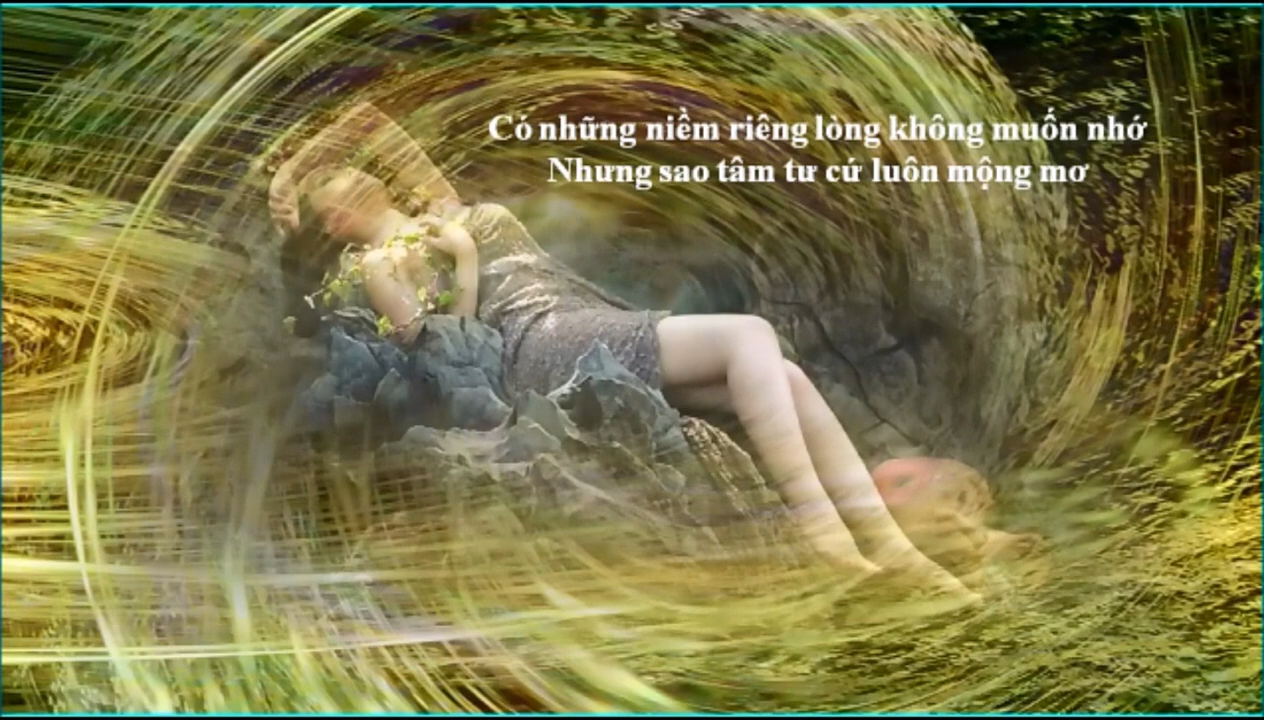 Có những niềm riêng lòng không muốn nhớ
Nhưng sao tâm tư cứ luôn mộng mơ